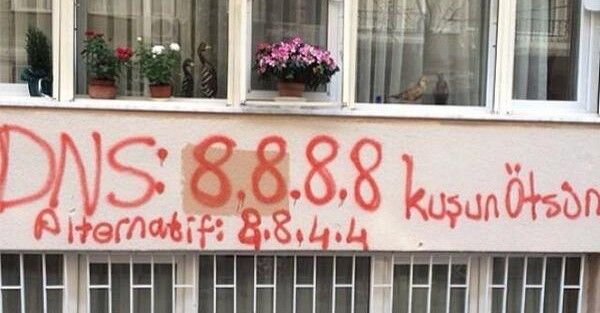 DNS: 8.8.8.8 kuşun Ötsün
Alternatif: 8.8.4.4